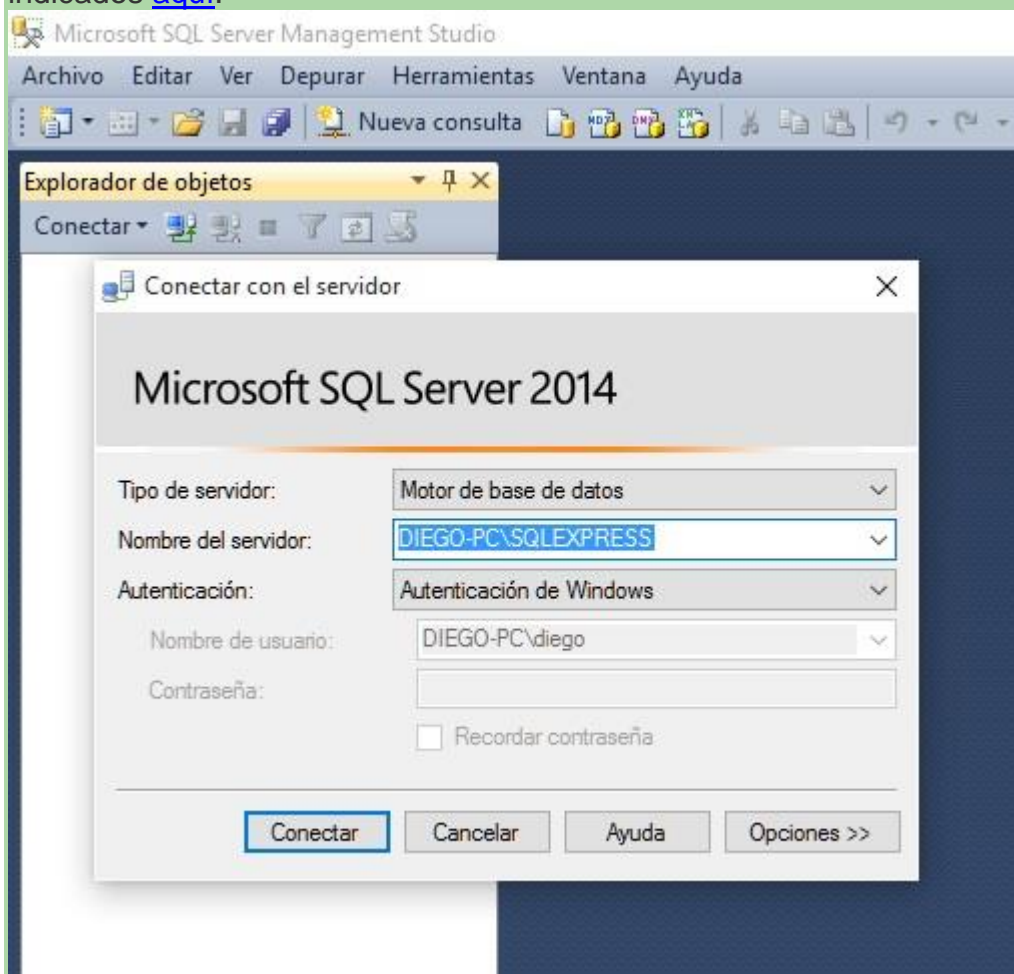 indicados aquí.
Microsoft SQL Server Management Studio
Archivo Editar Ver Depurar Herramientas Ventana Ayuda
Nueva consulta
Explorador de objetos
Conectar
Conectar con el servidor
Microsoft SQL Server 2014
Tipo de servidor: Motor de base de datos
Nombre del servidor: DIEGO-PC\SQLEXPRESS
Autenticación: Autenticación de Windows
Nombre de usuario: DIEGO-PC\diego
Contraseña:
Recordar contraseña
Conectar Cancelar Ayuda Opciones >>